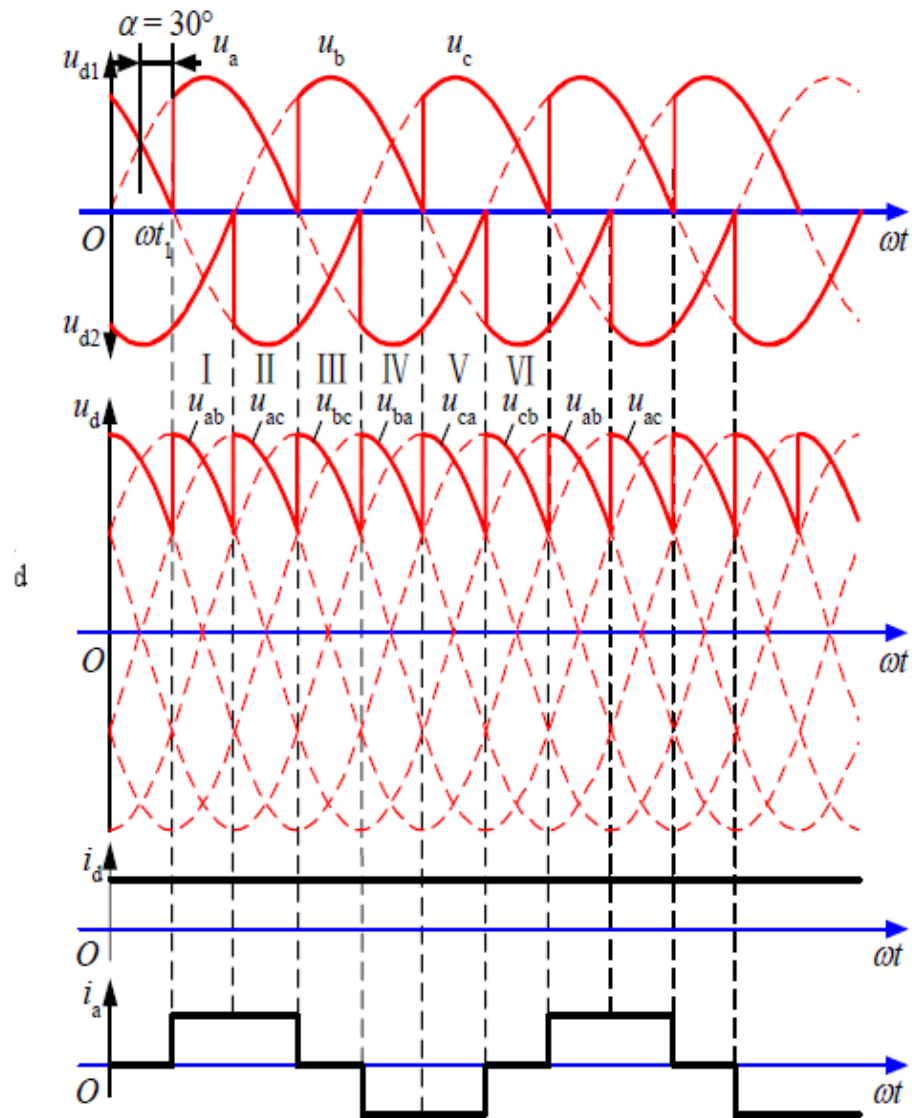 α = 30°
u_d1 u_a u_b u_c
O ωt₁ ωt
u_d2
I II III IV V VI
u_d u_ab u_ac u_bc u_ba u_ca u_cb u_ab u_ac
d
O ωt
i_d
O ωt
i_a
O ωt